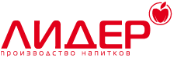 ЛИДЕР
производство напитков